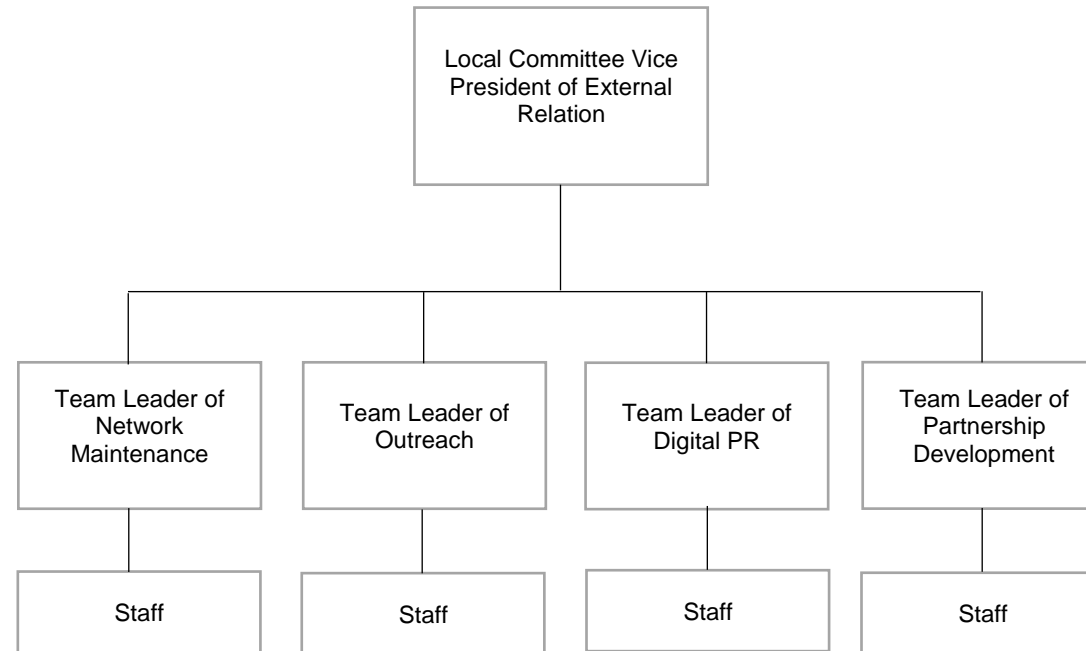 Local Committee Vice
President of External
Relation
Team Leader of
Network
Maintenance
Team Leader of
Outreach
Team Leader of
Digital PR
Team Leader of
Partnership
Development
Staff
Staff
Staff
Staff